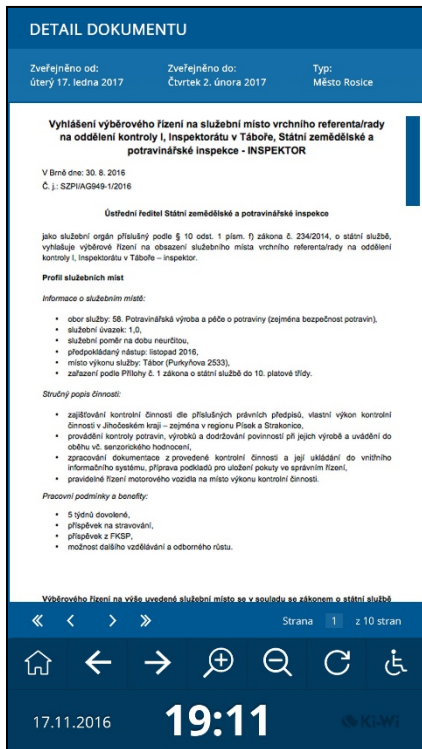 DETAIL DOKUMENTU
Zveřejněno od:
úterý 17. ledna 2017
Zveřejněno do:
Čtvrtek 2. února 2017
Typ:
Město Rosice
Vyhlášení výběrového řízení na služební místo vrchního referenta/rady
na oddělení kontroly I, Inspektorátu v Táboře, Státní zemědělské a
potravinářské inspekce - INSPEKTOR
V Brně dne: 30. 8. 2016
Č. j.: SZPI/AG949-1/2016
Ústřední ředitel Státní zemědělské a potravinářské inspekce
jako služební orgán příslušný podle § 10 odst. 1 písm. f) zákona č. 234/2014, o státní službě,
vyhlašuje výběrové řízení na obsazení služebního místa vrchního referenta/rady na oddělení
kontroly I, Inspektorátu v Táboře – inspektor.
Profil služebních míst
Informace o služebním místě:
• obor služby: 58. Potravinářská výroba a péče o potraviny (zejména bezpečnost potravin),
• služební úvazek: 1,0,
• služební poměr na dobu neurčitou,
• předpokládaný nástup: listopad 2016,
• místo výkonu služby: Tábor (Purkyňova 2533),
• zařazení podle Přílohy č. 1 zákona o státní službě do 10. platové třídy.
Stručný popis činnosti:
• zajišťování kontrolní činnosti dle příslušných právních předpisů, vlastní výkon kontrolní
činnosti v Jihočeském kraji – zejména v regionu Písek a Strakonice,
• provádění kontroly potravin, výrobků a dodržování povinností při jejich výrobě a uvádění do
oběhu vč. senzorického hodnocení,
• zpracování dokumentace z provedené kontrolní činnosti a její ukládání do vnitřního
informačního systému, příprava podkladů pro uložení pokuty ve správním řízení,
• pravidelné řízení motorového vozidla na místo výkonu kontrolní činnosti.
Pracovní podmínky a benefity:
• 5 týdnů dovolené,
• příspěvek na stravování,
• příspěvek z FKSP,
• možnost dalšího vzdělávání a odborného růstu.
Výběrového řízení na výše uvedené služební místo se v souladu se zákonem o státní službě
Strana 1 z 10 stran
17.11.2016
19:11
Ki-Wi